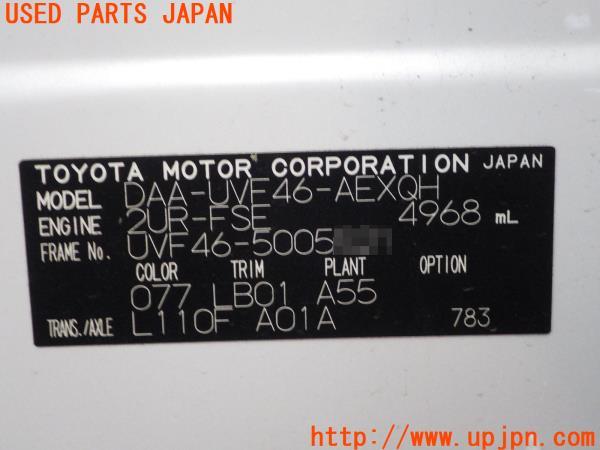 USED PARTS JAPAN
TOYOTA MOTOR CORPORATION JAPAN
MODEL DAA-UVF46-AEXQH
ENGINE 2UR-FSE 4968 mL
FRAME No. UVF46-5005
COLOR TRIM PLANT OPTION
077 LB01 A55
TRANS./AXLE L110F A01A 783
http://www.upjpn.com